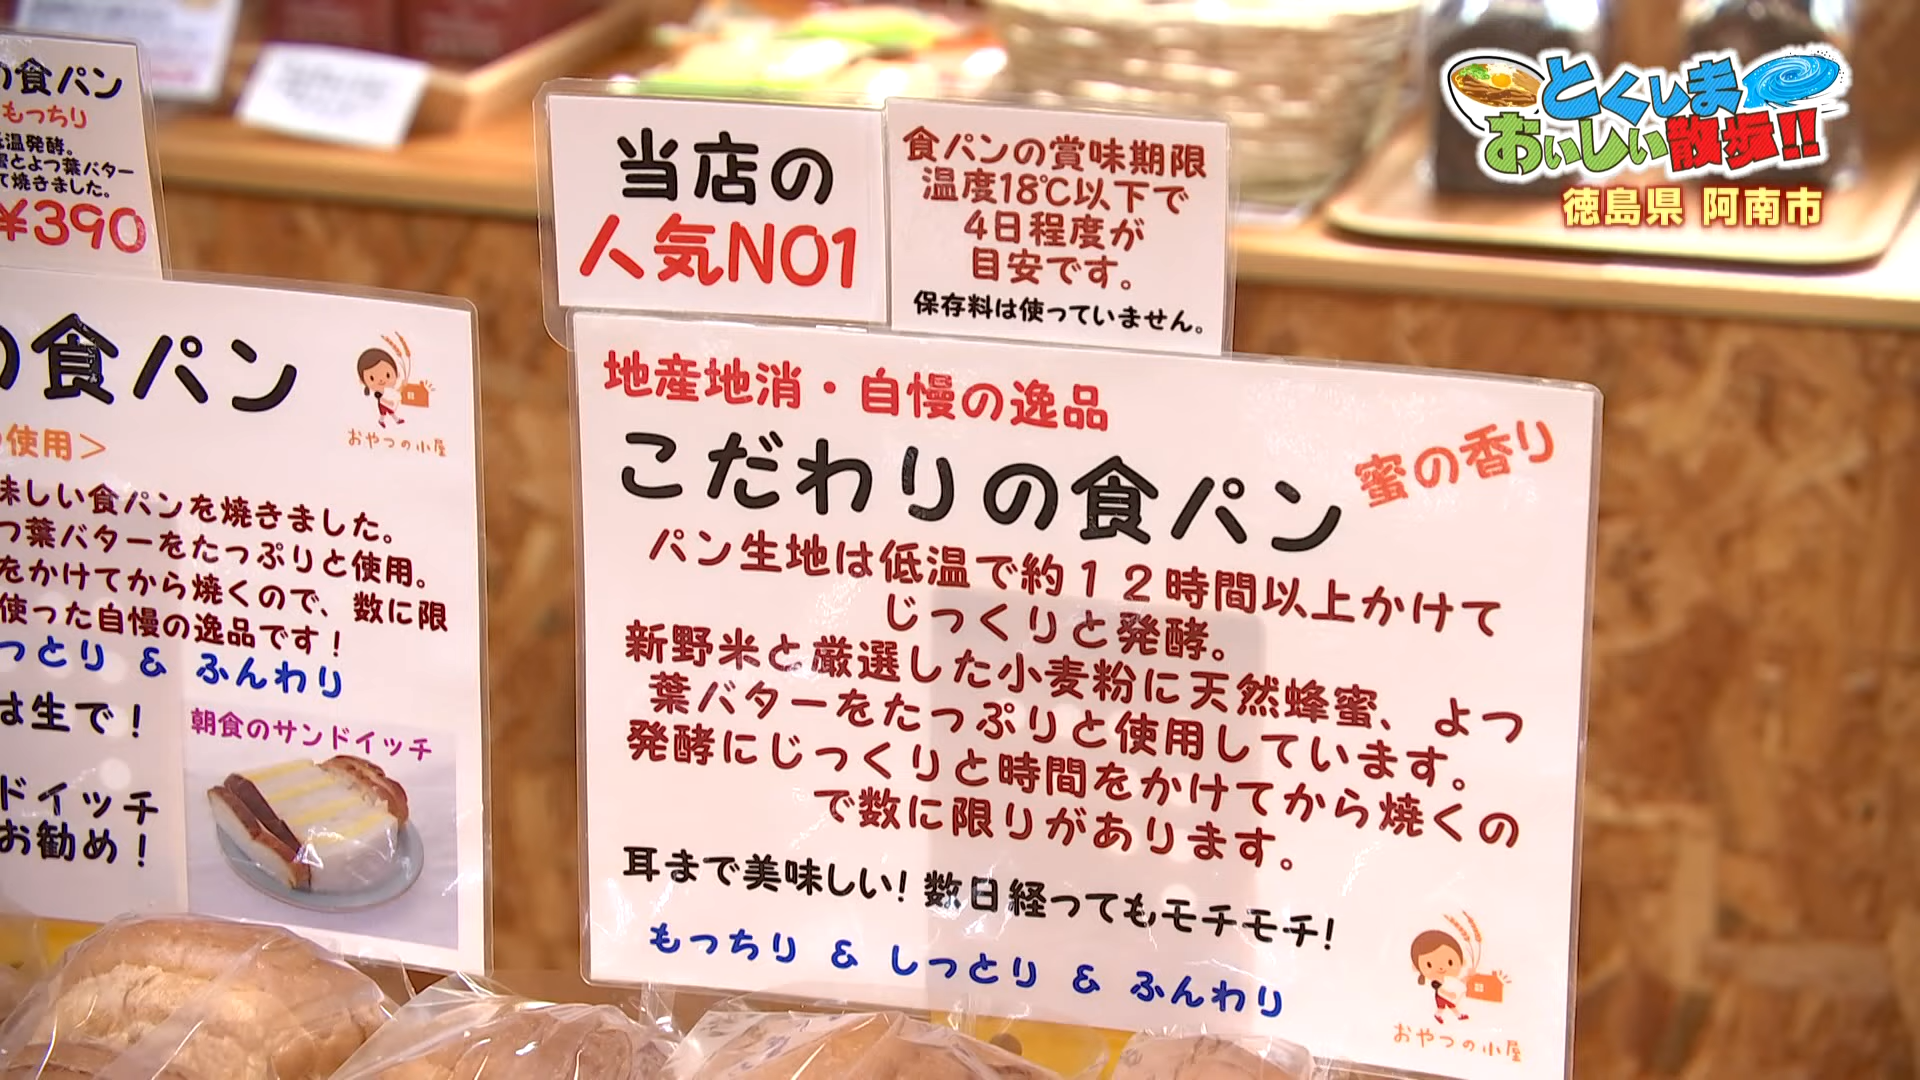 とくしま
おいしい散歩!!
徳島県 阿南市
の食パン
もっちり
低温発酵。
蜜とよつ葉バター
て焼きました。
¥390
当店の
人気NO1
食パンの賞味期限
温度18℃以下で
4日程度が
目安です。
保存料は使っていません。
の食パン
おやつの小屋
使用＞
味しい食パンを焼きました。
つ葉バターをたっぷりと使用。
をかけてから焼くので、数に限
使った自慢の逸品です！
っとり & ふんわり
は生で！
朝食のサンドイッチ
ドイッチ
お勧め！
地産地消・自慢の逸品
こだわりの食パン
蜜の香り
パン生地は低温で約１２時間以上かけて
じっくりと発酵。
新野米と厳選した小麦粉に天然蜂蜜、よつ
葉バターをたっぷりと使用しています。
発酵にじっくりと時間をかけてから焼くの
で数に限りがあります。
耳まで美味しい！数日経ってもモチモチ！
もっちり & しっとり & ふんわり
おやつの小屋